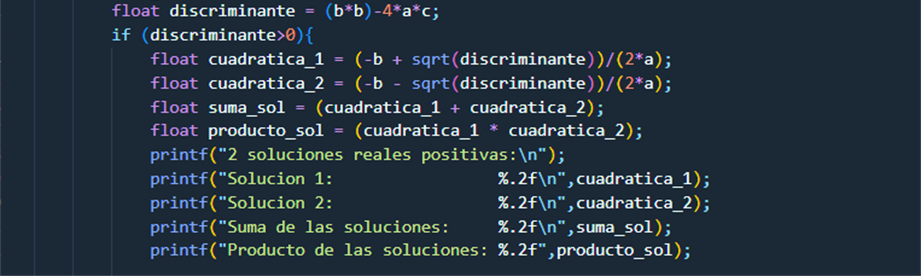 float discriminante = (b*b)-4*a*c;
if (discriminante>0){
float cuadratica_1 = (-b + sqrt(discriminante))/(2*a);
float cuadratica_2 = (-b - sqrt(discriminante))/(2*a);
float suma_sol = (cuadratica_1 + cuadratica_2);
float producto_sol = (cuadratica_1 * cuadratica_2);
printf("2 soluciones reales positivas:\n");
printf("Solucion 1:                %.2f\n",cuadratica_1);
printf("Solucion 2:                %.2f\n",cuadratica_2);
printf("Suma de las soluciones:    %.2f\n",suma_sol);
printf("Producto de las soluciones: %.2f",producto_sol);